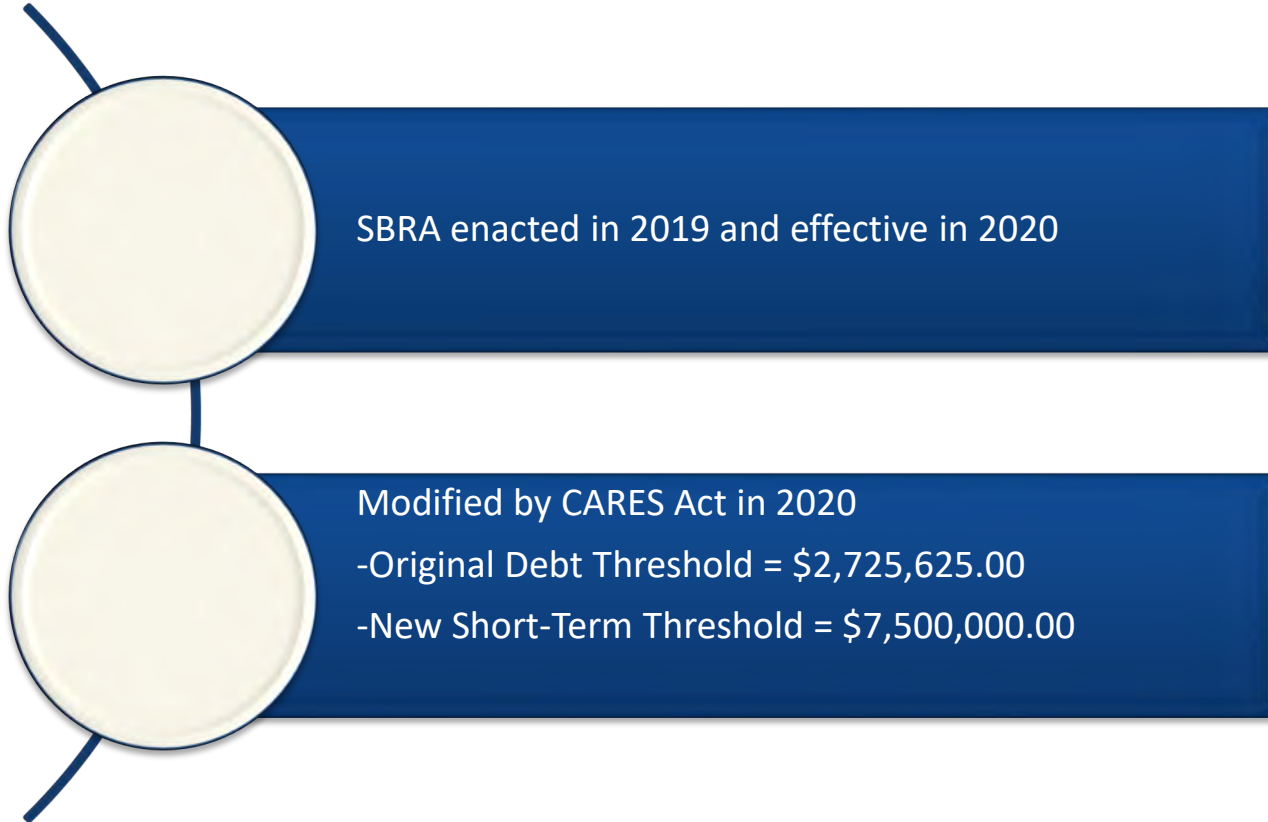 SBRA enacted in 2019 and effective in 2020
Modified by CARES Act in 2020
-Original Debt Threshold = $2,725,625.00
-New Short-Term Threshold = $7,500,000.00